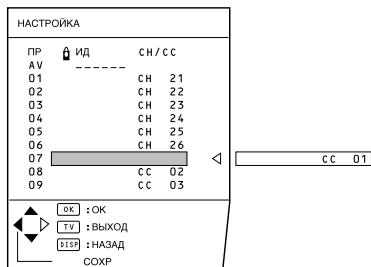 НАСТРОЙКА
ПР ИД CH/CC
AV ------
01 CH 21
02 CH 22
03 CH 23
04 CH 24
05 CH 25
06 CH 26
07 CC 01
08 CC 02
09 CC 03
OK : OK
TV : ВЫХОД
DISP : НАЗАД
СОХР